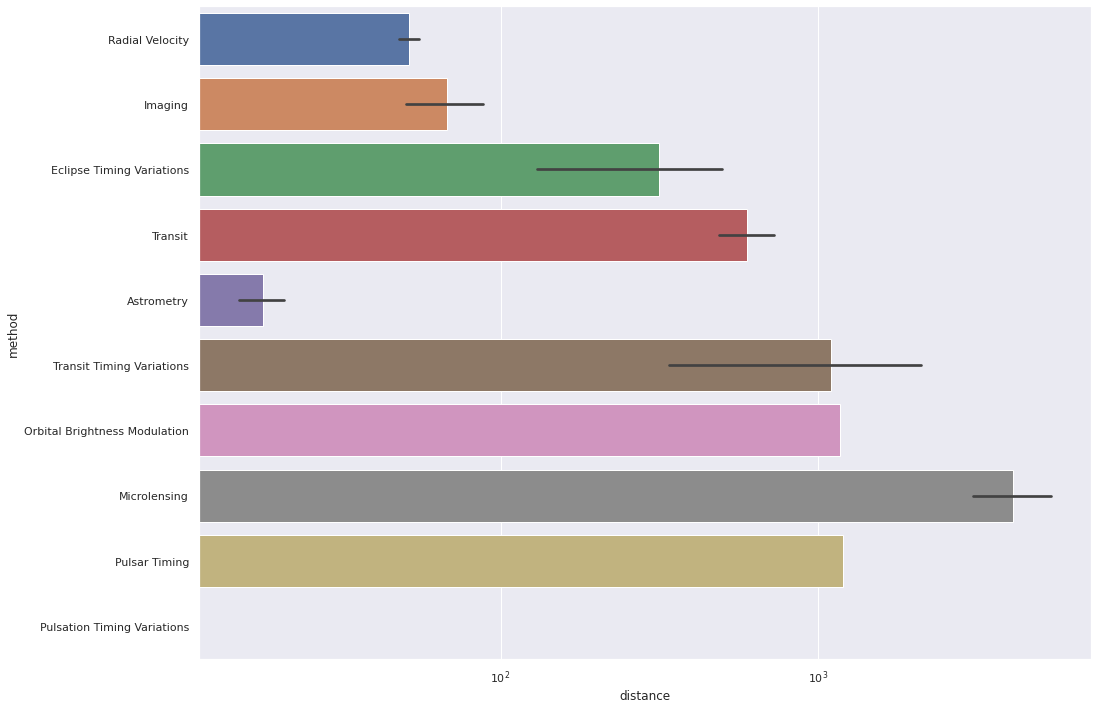 Radial Velocity
Imaging
Eclipse Timing Variations
Transit
Astrometry
Transit Timing Variations
Orbital Brightness Modulation
Microlensing
Pulsar Timing
Pulsation Timing Variations
method
10²
10³
distance